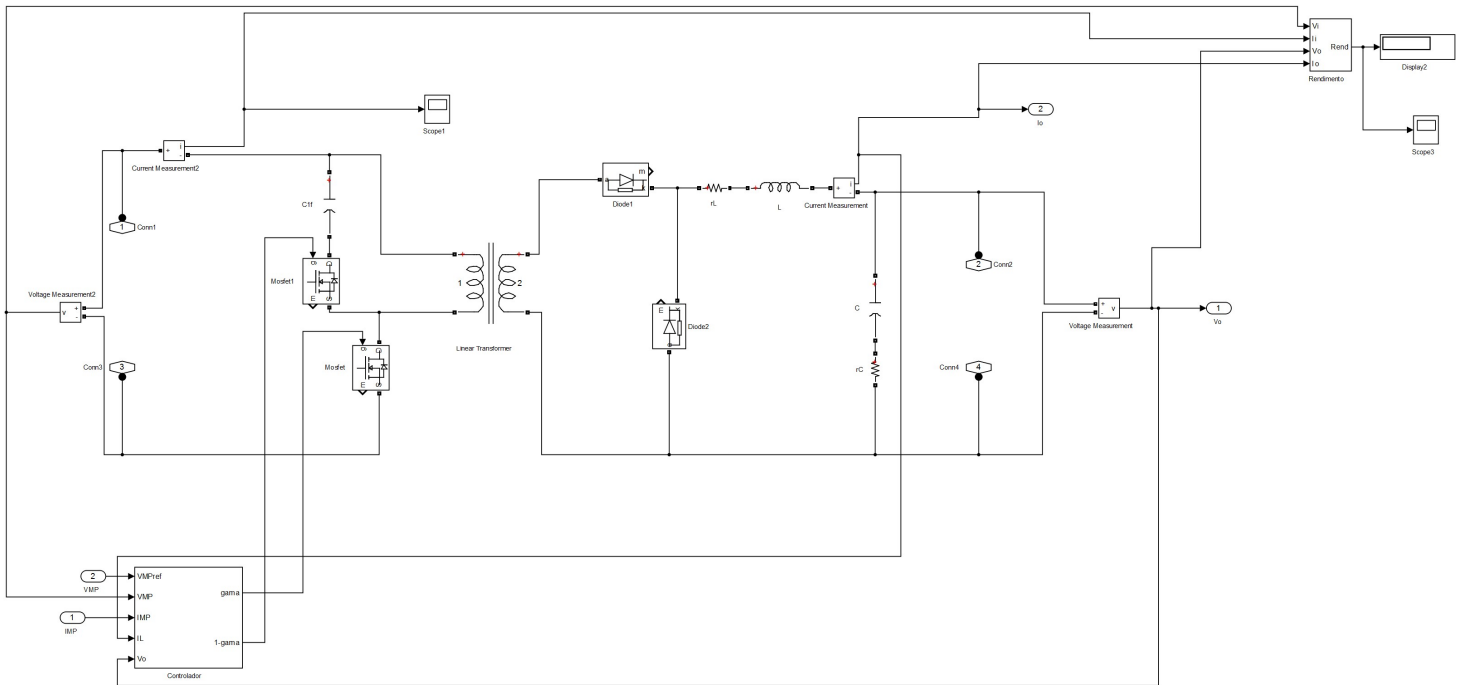 Vi
Ii
Vo
Io
Rend
Rendimento
Display2
Scope3
2
Io
Scope1
+
i
-
Current Measurement2
C1f
1
Conn1
g
D
m
S
Mosfet1
Voltage Measurement2
v
+
-
3
Conn3
g
D
m
S
Mosfet
1
2
Linear Transformer
a
k
m
Diode1
rL
L
+
i
-
Current Measurement
m
k
a
Diode2
C
rC
2
Conn2
4
Conn4
+
-
v
Voltage Measurement
1
Vo
2
VMP
1
IMP
VMPref
VMP
IMP
IL
Vo
gama
1-gama
Controlador